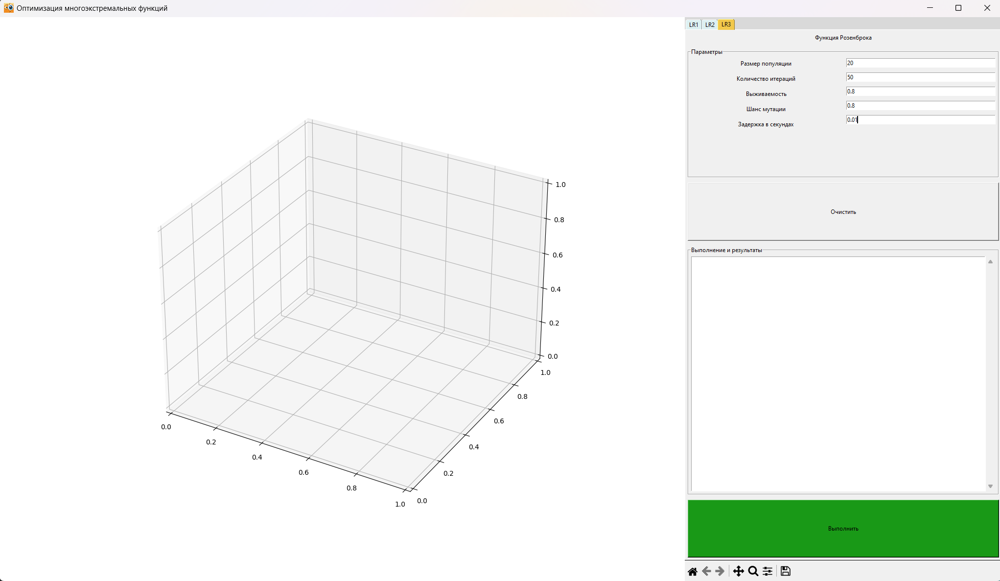 Оптимизация многоэкстремальных функций
LR1 LR2 LR3
Функция Розенброка
Параметры
Размер популяции 20
Количество итераций 50
Выживаемость 0.8
Шанс мутации 0.8
Задержка в секундах 0.01
Очистить
Выполнение и результаты
Выполнить
1.0
0.8
0.6
0.4
0.2
0.0
1.0
0.8
0.6
0.4
0.2
0.0
0.0
0.2
0.4
0.6
0.8
1.0